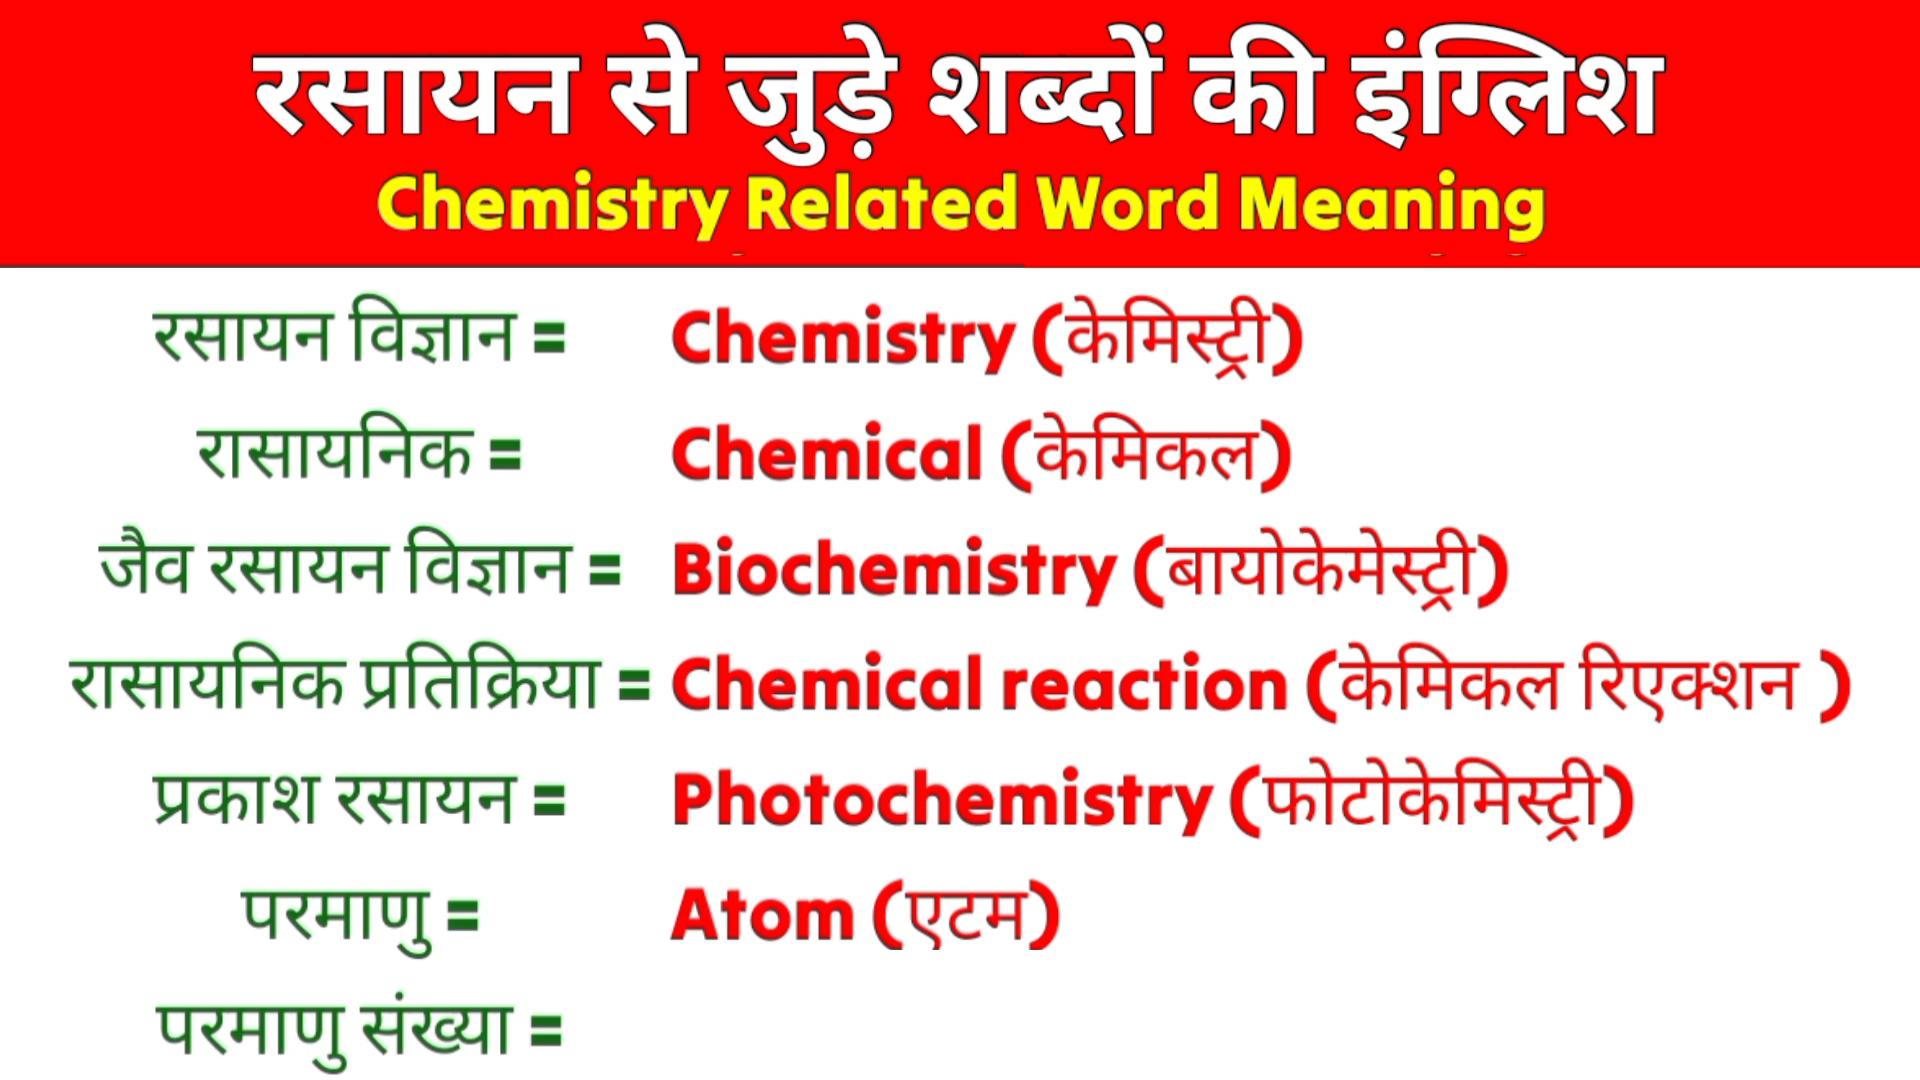 रसायन से जुड़े शब्दों की इंग्लिश
Chemistry Related Word Meaning
रसायन विज्ञान = Chemistry (केमिस्ट्री)
रासायनिक = Chemical (केमिकल)
जैव रसायन विज्ञान = Biochemistry (बायोकेमेस्ट्री)
रासायनिक प्रतिक्रिया = Chemical reaction (केमिकल रिएक्शन )
प्रकाश रसायन = Photochemistry (फोटोकेमिस्ट्री)
परमाणु = Atom (एटम)
परमाणु संख्या =